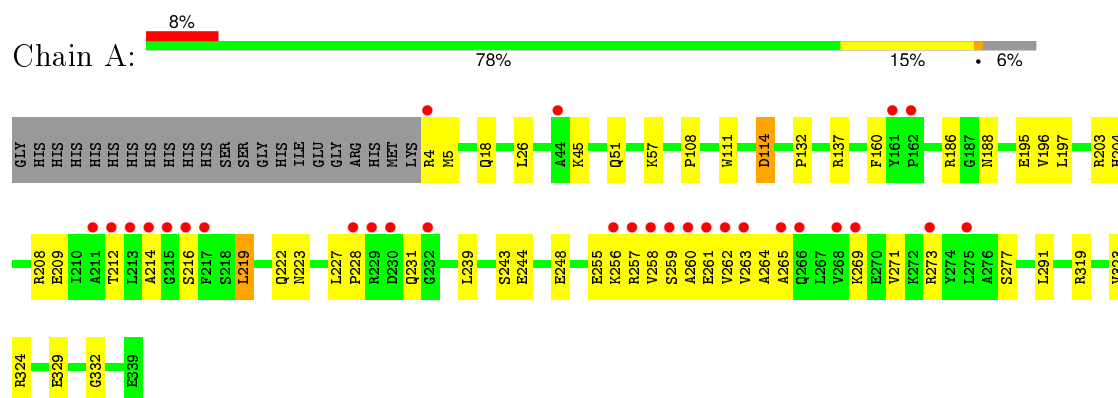 8%
Chain A:
78% 15% • 6%
GLY HIS HIS HIS HIS HIS HIS HIS HIS HIS HIS SER SER GLY HIS ILE GLU GLY ARG HIS MET LYS R4 M5 Q18 L26 A44 K45 Q51 K57 P108 W111 D114 P132 R137 F160 Y161 P162 R186 G187 N188 E195 V196 L197 R203
R208 E209 I210 A211 T212 L213 A214 G215 S216 F217 S218 L219 Q222 N223 L227 P228 R229 D230 Q231 G232 L239 S243 E244 E248 E255 K256 R257 V258 S259 A260 E261 V262 V263 A264 A265 Q266 L267 V268 K269 E270 V271 K272 R273 Y274 L275 A276 S277 L291 R319
R324 E329 G332 E339